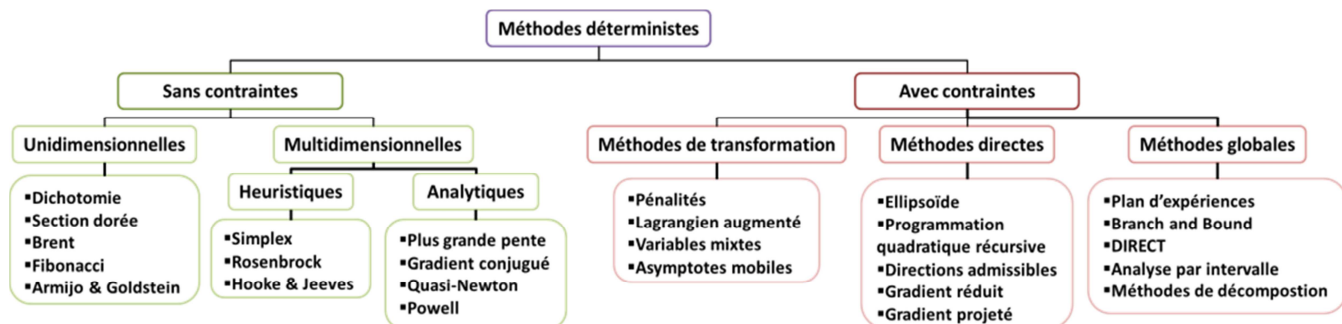 Méthodes déterministes
Sans contraintes
Avec contraintes
Unidimensionnelles
Multidimensionnelles
Méthodes de transformation
Méthodes directes
Méthodes globales
▪Dichotomie
▪Section dorée
▪Brent
▪Fibonacci
▪Armijo & Goldstein
Heuristiques
Analytiques
▪Simplex
▪Rosenbrock
▪Hooke & Jeeves
▪Plus grande pente
▪Gradient conjugué
▪Quasi-Newton
▪Powell
▪Pénalités
▪Lagrangien augmenté
▪Variables mixtes
▪Asymptotes mobiles
▪Ellipsoïde
▪Programmation
quadratique récursive
▪Directions admissibles
▪Gradient réduit
▪Gradient projeté
▪Plan d'expériences
▪Branch and Bound
▪DIRECT
▪Analyse par intervalle
▪Méthodes de décompostion